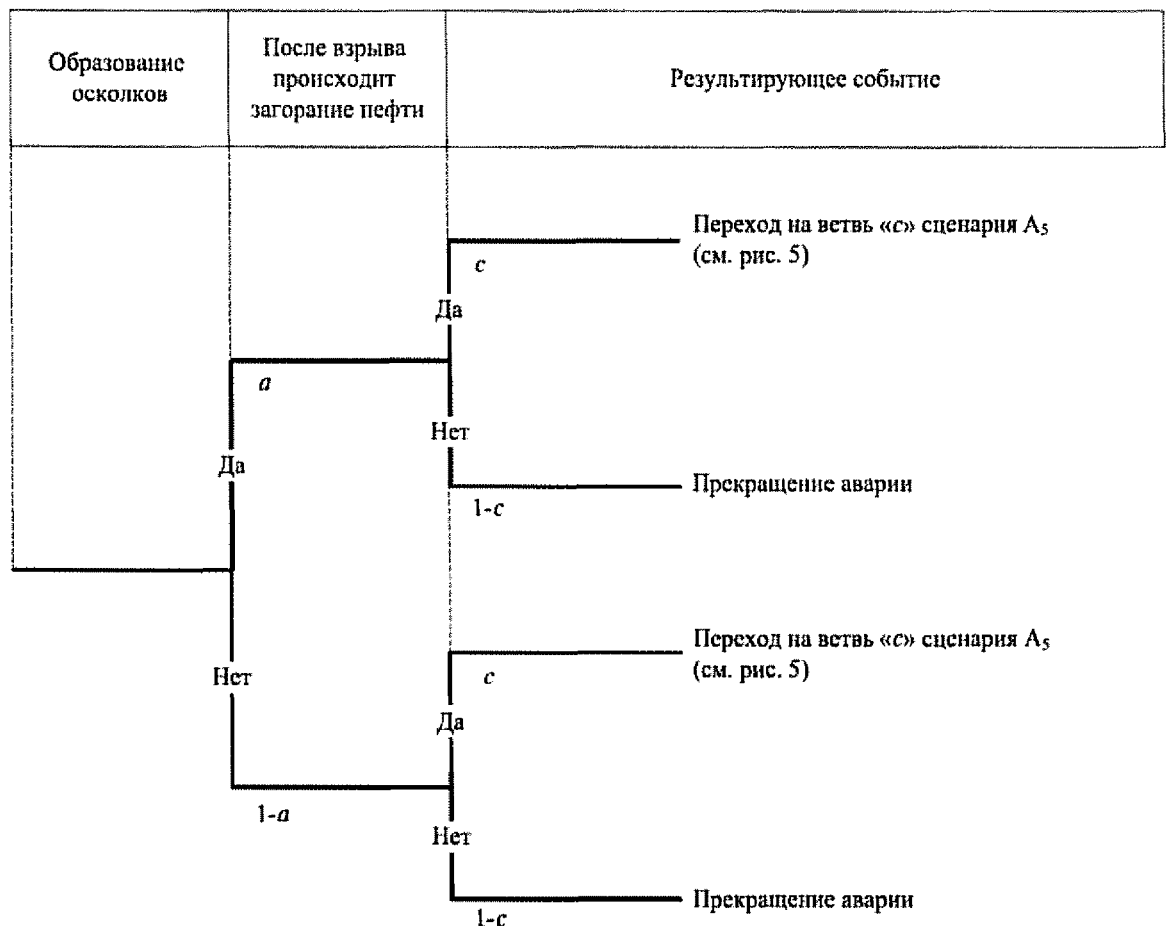 Образование
осколков
После взрыва
происходит
загорание нефти
Результирующее событие
Переход на ветвь «с» сценария А₅
(см. рис. 5)
c
Да
a
Нет
Да
Прекращение аварии
1-c
Переход на ветвь «с» сценария А₅
(см. рис. 5)
Нет
c
Да
1-a
Нет
Прекращение аварии
1-c